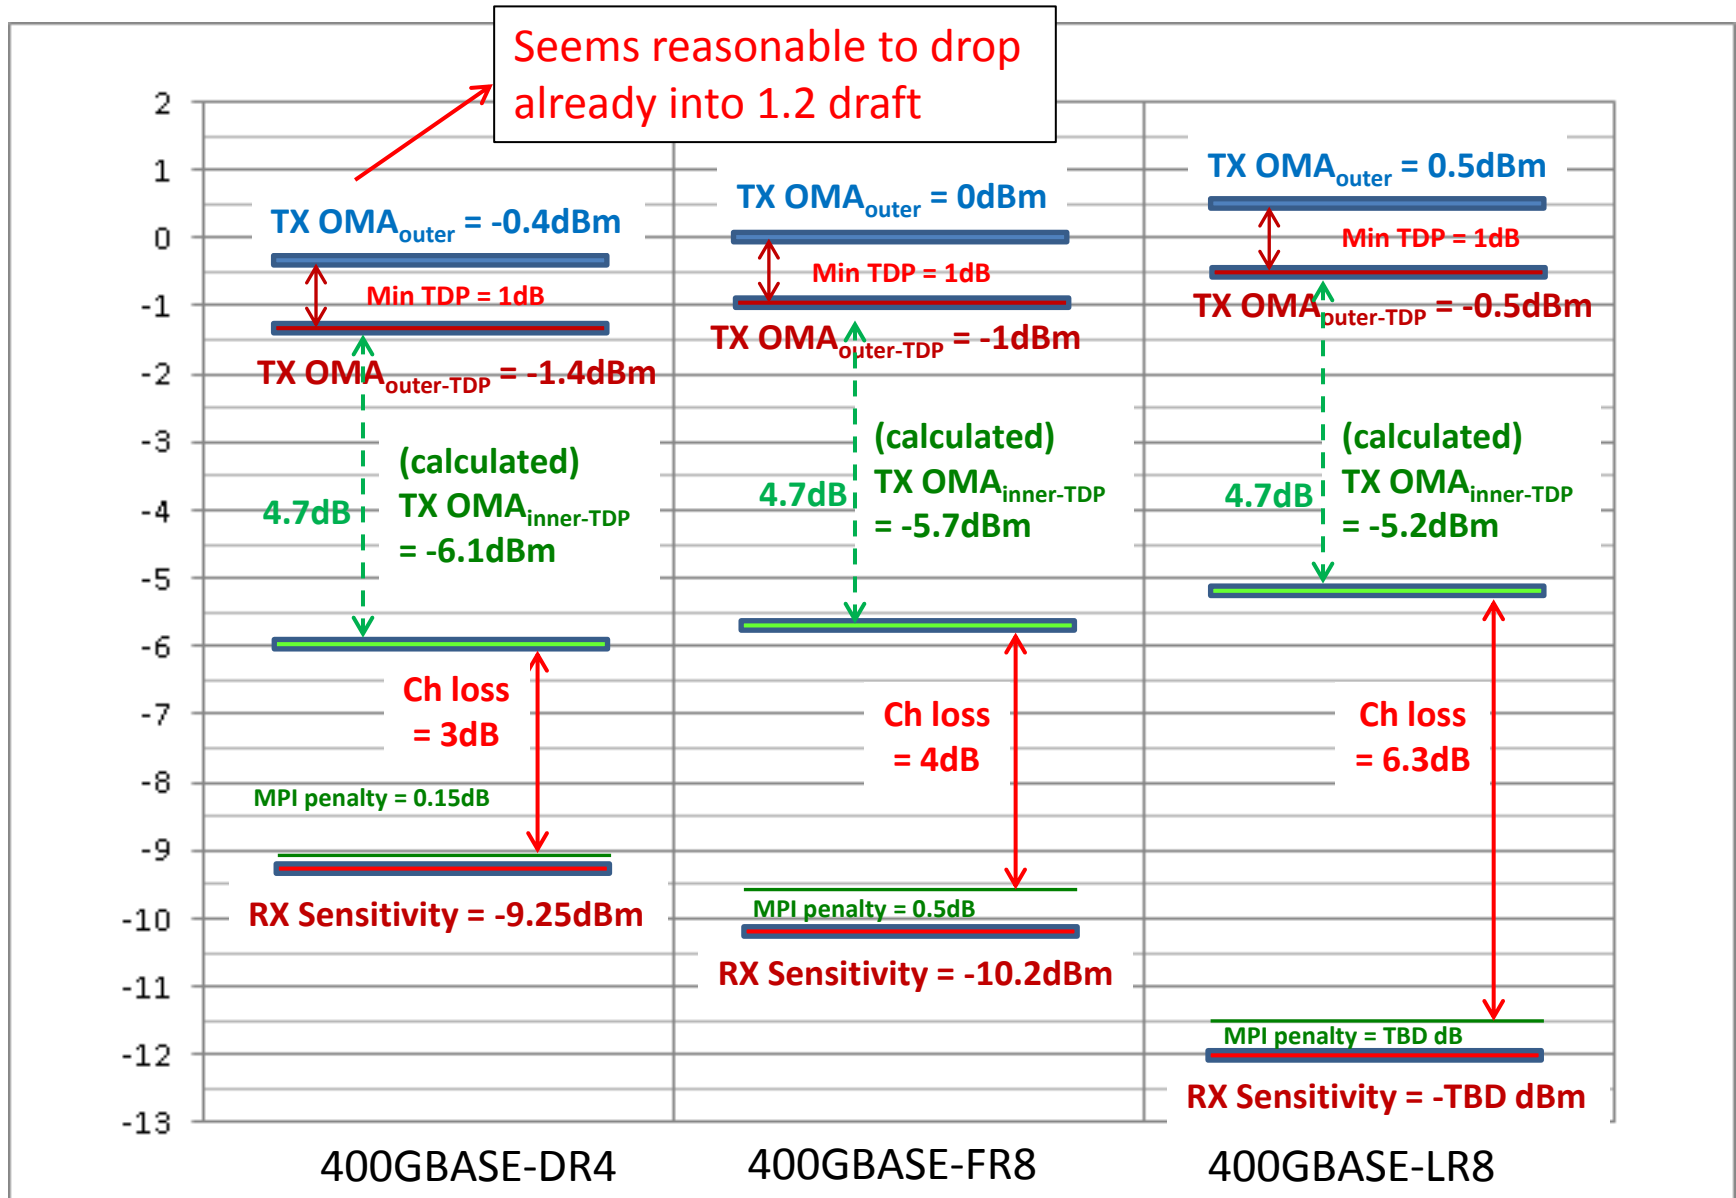 Seems reasonable to drop
already into 1.2 draft
2
1
0
-1
-2
-3
-4
-5
-6
-7
-8
-9
-10
-11
-12
-13
TX OMAouter = -0.4dBm
Min TDP = 1dB
TX OMAouter-TDP = -1.4dBm
4.7dB
(calculated)
TX OMAinner-TDP
= -6.1dBm
Ch loss
= 3dB
MPI penalty = 0.15dB
RX Sensitivity = -9.25dBm
400GBASE-DR4
TX OMAouter = 0dBm
Min TDP = 1dB
TX OMAouter-TDP = -1dBm
4.7dB
(calculated)
TX OMAinner-TDP
= -5.7dBm
Ch loss
= 4dB
MPI penalty = 0.5dB
RX Sensitivity = -10.2dBm
400GBASE-FR8
TX OMAouter = 0.5dBm
Min TDP = 1dB
TX OMAouter-TDP = -0.5dBm
4.7dB
(calculated)
TX OMAinner-TDP
= -5.2dBm
Ch loss
= 6.3dB
MPI penalty = TBD dB
RX Sensitivity = -TBD dBm
400GBASE-LR8